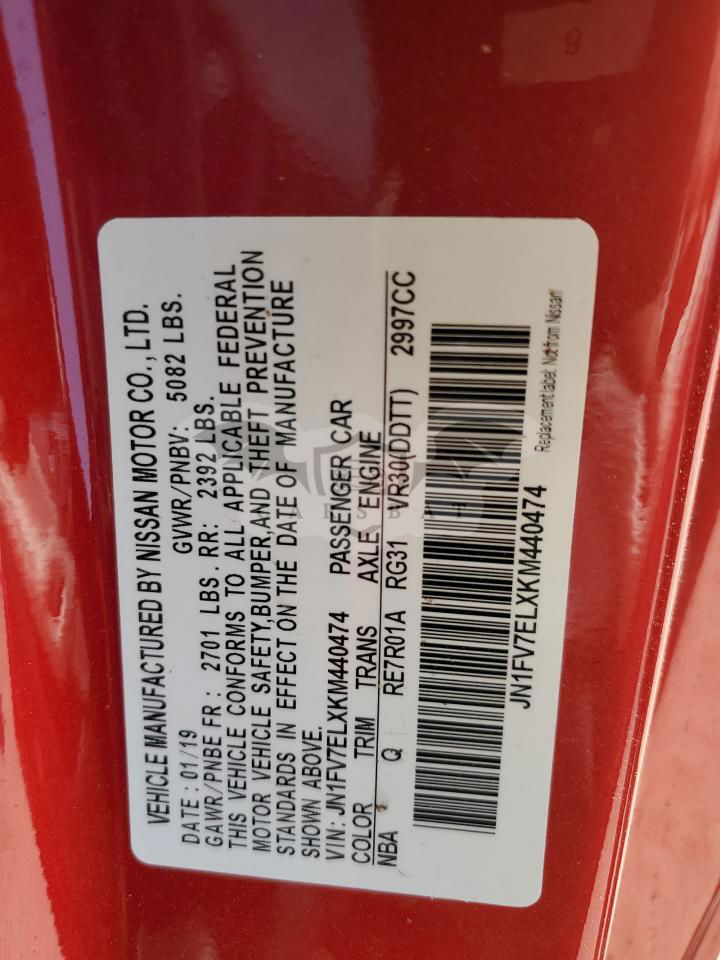 VEHICLE MANUFACTURED BY NISSAN MOTOR CO., LTD.
DATE: 01/19 GVWR/PNBV: 5082 LBS.
GAWR/PNBE FR: 2701 LBS. RR: 2392 LBS.
THIS VEHICLE CONFORMS TO ALL APPLICABLE FEDERAL
MOTOR VEHICLE SAFETY,BUMPER,AND THEFT PREVENTION
STANDARDS IN EFFECT ON THE DATE OF MANUFACTURE
SHOWN ABOVE.
VIN: JN1FV7ELXKM440474 PASSENGER CAR
COLOR TRIM TRANS AXLE ENGINE
NBA Q RE7R01A RG31 VR30(DDTT) 2997CC
JN1FV7ELXKM440474
Replacement label: Not from Nissan